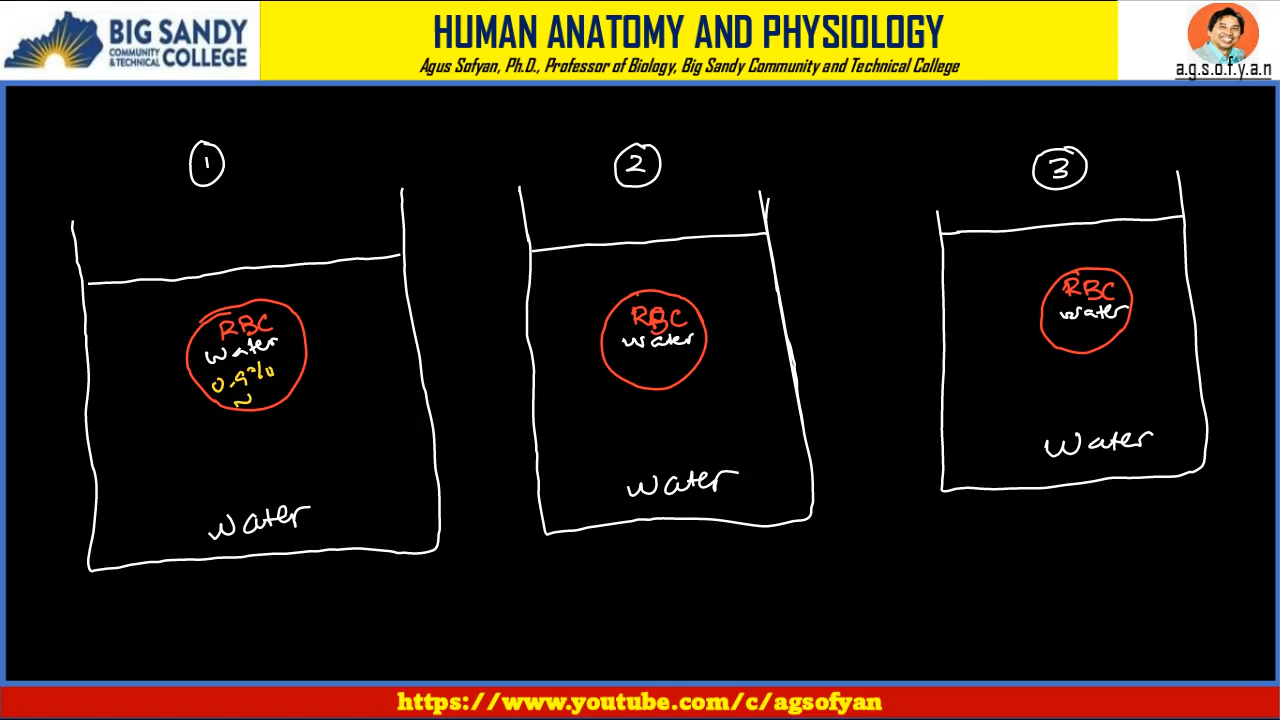 BIG SANDY
COMMUNITY
& TECHNICAL COLLEGE
HUMAN ANATOMY AND PHYSIOLOGY
Agus Sofyan, Ph.D., Professor of Biology, Big Sandy Community and Technical College
a.g.s.o.f.y.a.n
1
2
3
RBC
Water
0.9%
N
Water
RBC
Water
Water
RBC
Water
Water
https://www.youtube.com/c/agsofyan